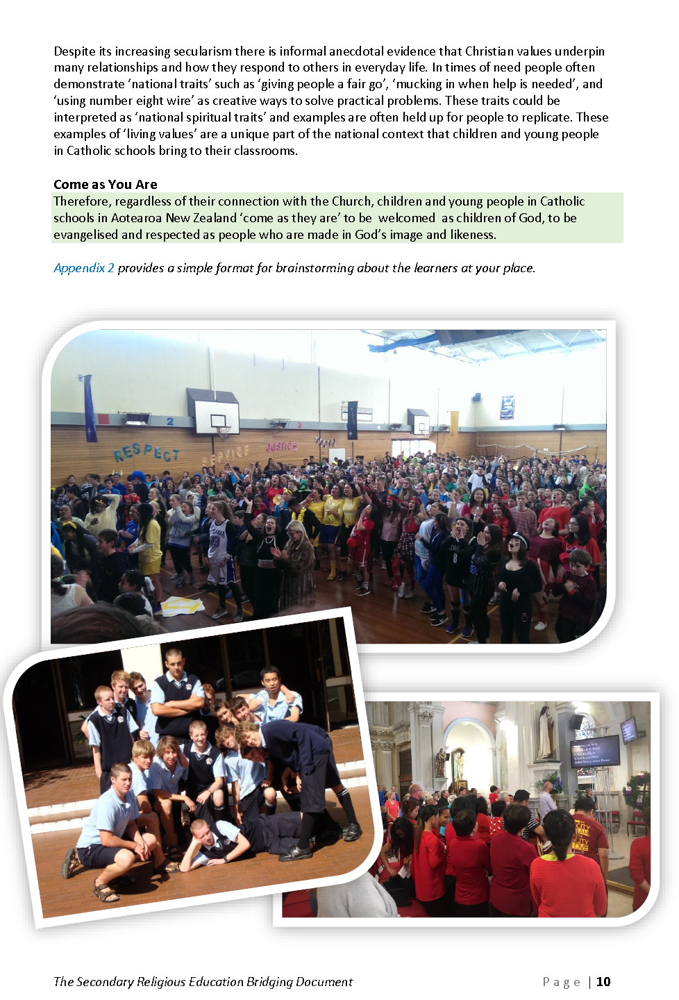 Despite its increasing secularism there is informal anecdotal evidence that Christian values underpin
many relationships and how they respond to others in everyday life. In times of need people often
demonstrate ‘national traits’ such as ‘giving people a fair go’, ‘mucking in when help is needed’, and
‘using number eight wire’ as creative ways to solve practical problems. These traits could be
interpreted as ‘national spiritual traits’ and examples are often held up for people to replicate. These
examples of ‘living values’ are a unique part of the national context that children and young people
in Catholic schools bring to their classrooms.
Come as You Are
Therefore, regardless of their connection with the Church, children and young people in Catholic
schools in Aotearoa New Zealand ‘come as they are’ to be welcomed as children of God, to be
evangelised and respected as people who are made in God’s image and likeness.
Appendix 2 provides a simple format for brainstorming about the learners at your place.
2
3
RESPECT
SERVICE
JUSTICE
23
8
CITY
LOVE
The Secondary Religious Education Bridging Document
Page | 10